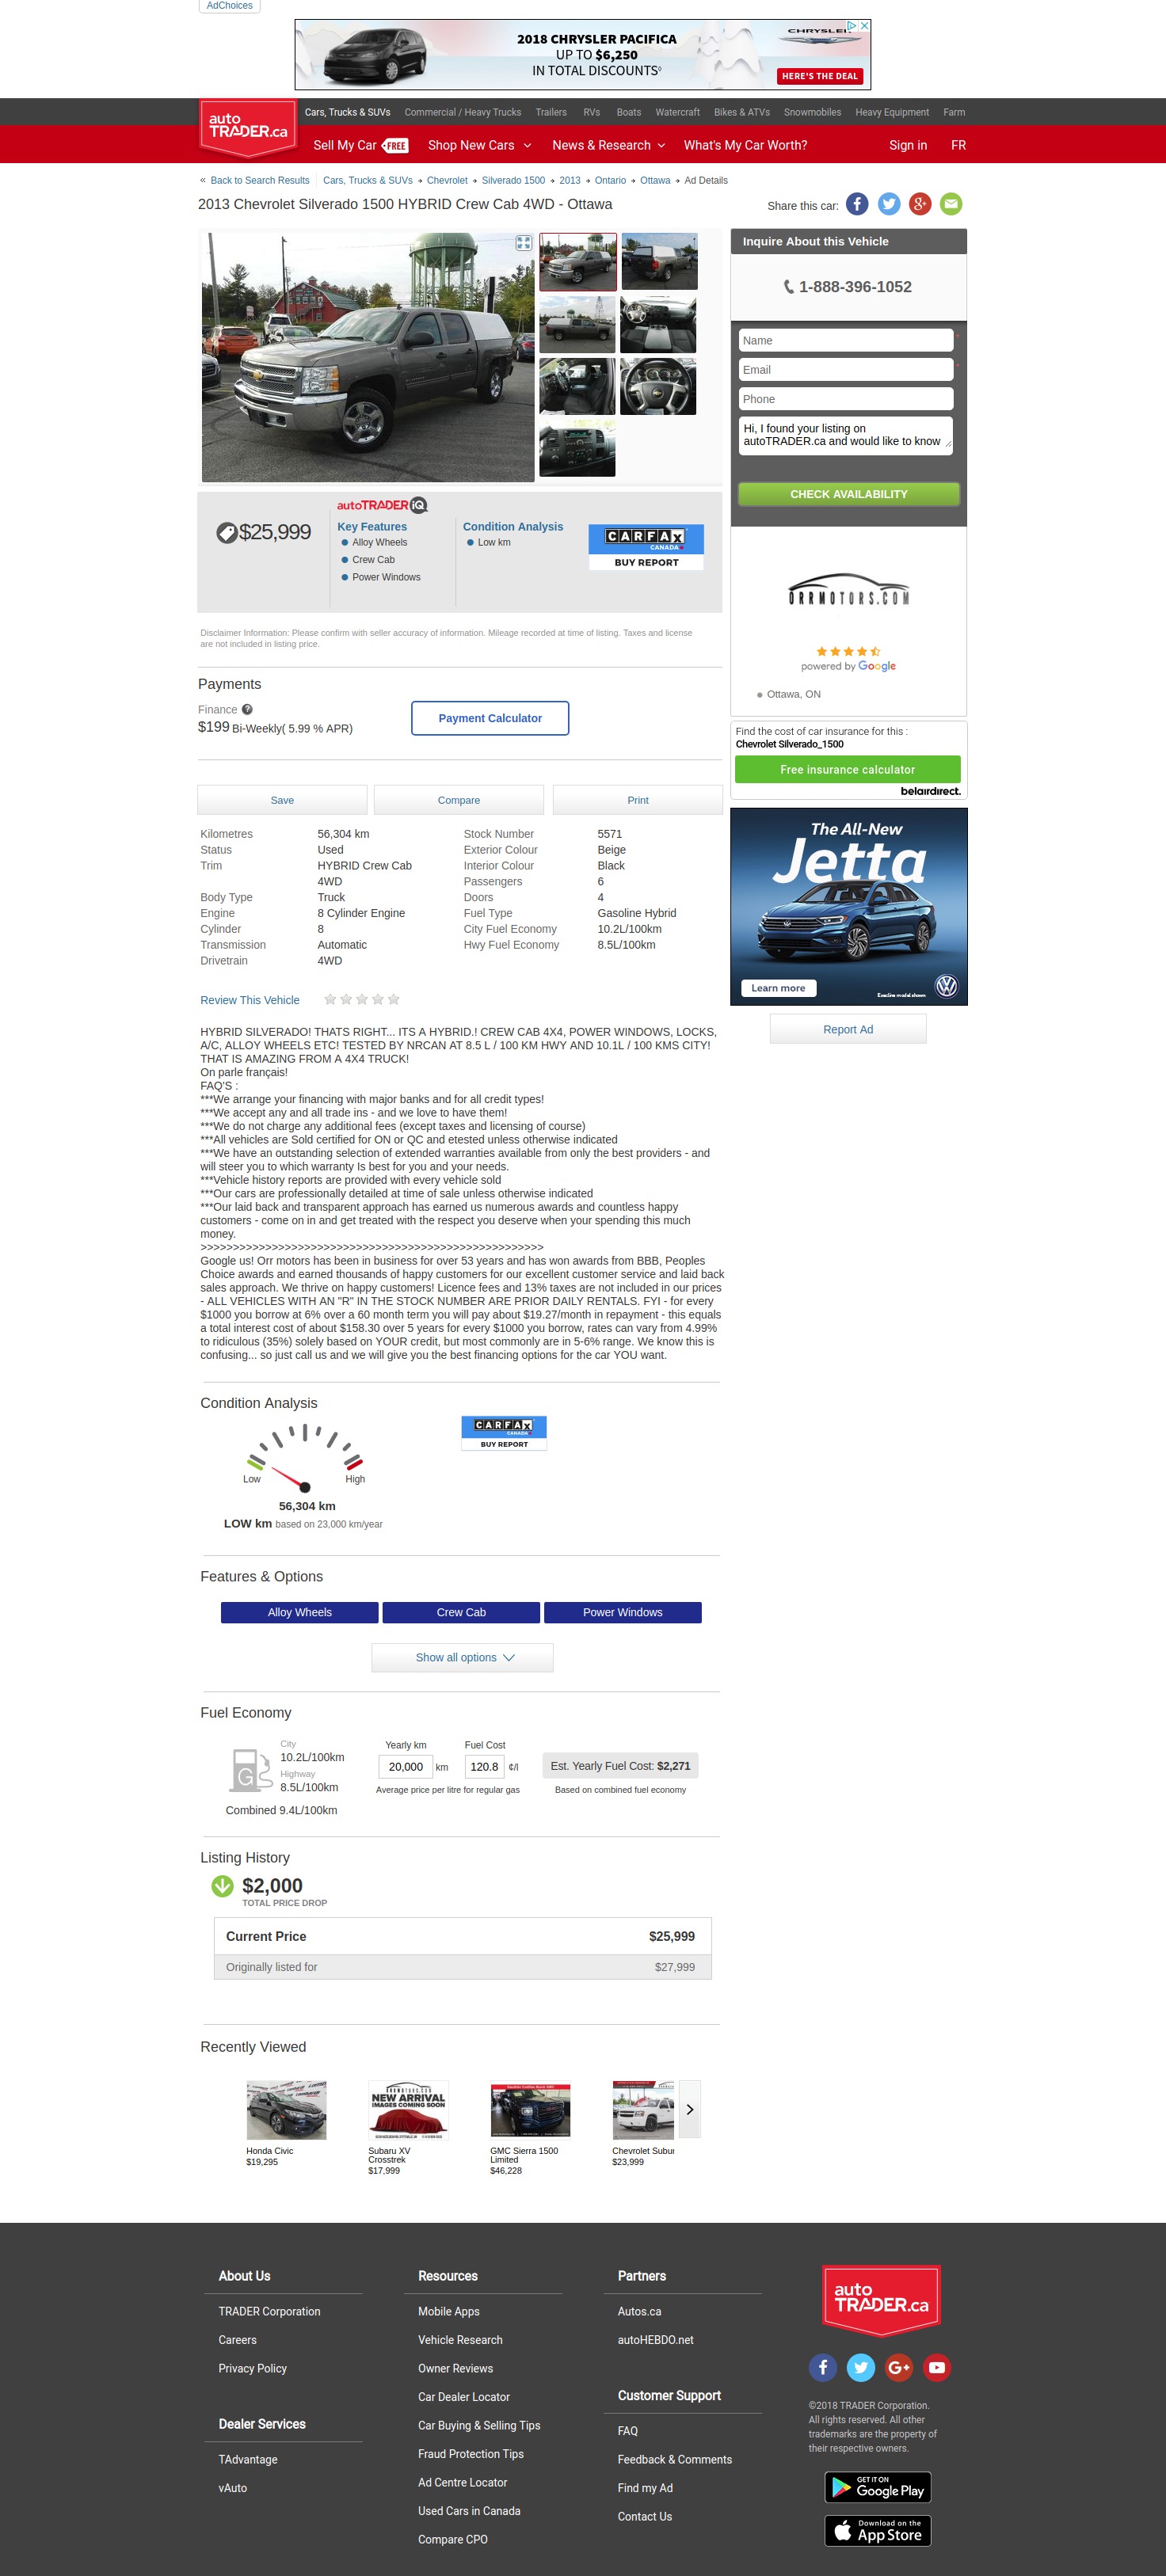 AdChoices
2018 CHRYSLER PACIFICA
UP TO $6,250
IN TOTAL DISCOUNTS◊
CHRYSLER
HERE'S THE DEAL
auto
TRADER.ca
Cars, Trucks & SUVs Commercial / Heavy Trucks Trailers RVs Boats Watercraft Bikes & ATVs Snowmobiles Heavy Equipment Farm
Sell My Car FREE Shop New Cars News & Research What's My Car Worth? Sign in FR
« Back to Search Results Cars, Trucks & SUVs Chevrolet Silverado 1500 2013 Ontario Ottawa Ad Details
2013 Chevrolet Silverado 1500 HYBRID Crew Cab 4WD - Ottawa
Share this car:
Inquire About this Vehicle
1-888-396-1052
Name
Email
Phone
Hi, I found your listing on
autoTRADER.ca and would like to know
CHECK AVAILABILITY
ORRMOTORS.COM
powered by Google
Ottawa, ON
Find the cost of car insurance for this :
Chevrolet Silverado_1500
Free insurance calculator
belairdirect.
The All-New
Jetta
Learn more
Exactine model shown
Report Ad
autoTRADER iQ
$25,999
Key Features
Alloy Wheels
Crew Cab
Power Windows
Condition Analysis
Low km
CARFAX
CANADA
BUY REPORT
Disclaimer Information: Please confirm with seller accuracy of information. Mileage recorded at time of listing. Taxes and license
are not included in listing price.
Payments
Finance ?
$199 Bi-Weekly( 5.99 % APR)
Payment Calculator
Save Compare Print
Kilometres 56,304 km Stock Number 5571
Status Used Exterior Colour Beige
Trim HYBRID Crew Cab Interior Colour Black
4WD Passengers 6
Body Type Truck Doors 4
Engine 8 Cylinder Engine Fuel Type Gasoline Hybrid
Cylinder 8 City Fuel Economy 10.2L/100km
Transmission Automatic Hwy Fuel Economy 8.5L/100km
Drivetrain 4WD
Review This Vehicle
HYBRID SILVERADO! THATS RIGHT... ITS A HYBRID.! CREW CAB 4X4, POWER WINDOWS, LOCKS,
A/C, ALLOY WHEELS ETC! TESTED BY NRCAN AT 8.5 L / 100 KM HWY AND 10.1L / 100 KMS CITY!
THAT IS AMAZING FROM A 4X4 TRUCK!
On parle français!
FAQ'S :
***We arrange your financing with major banks and for all credit types!
***We accept any and all trade ins - and we love to have them!
***We do not charge any additional fees (except taxes and licensing of course)
***All vehicles are Sold certified for ON or QC and etested unless otherwise indicated
***We have an outstanding selection of extended warranties available from only the best providers - and
will steer you to which warranty Is best for you and your needs.
***Vehicle history reports are provided with every vehicle sold
***Our cars are professionally detailed at time of sale unless otherwise indicated
***Our laid back and transparent approach has earned us numerous awards and countless happy
customers - come on in and get treated with the respect you deserve when your spending this much
money.
>>>>>>>>>>>>>>>>>>>>>>>>>>>>>>>>>>>>>>>>>>>>>>>>>>>>>
Google us! Orr motors has been in business for over 53 years and has won awards from BBB, Peoples
Choice awards and earned thousands of happy customers for our excellent customer service and laid back
sales approach. We thrive on happy customers! Licence fees and 13% taxes are not included in our prices
- ALL VEHICLES WITH AN "R" IN THE STOCK NUMBER ARE PRIOR DAILY RENTALS. FYI - for every
$1000 you borrow at 6% over a 60 month term you will pay about $19.27/month in repayment - this equals
a total interest cost of about $158.30 over 5 years for every $1000 you borrow, rates can vary from 4.99%
to ridiculous (35%) solely based on YOUR credit, but most commonly are in 5-6% range. We know this is
confusing... so just call us and we will give you the best financing options for the car YOU want.
Condition Analysis
CARFAX
CANADA
BUY REPORT
Low High
56,304 km
LOW km based on 23,000 km/year
Features & Options
Alloy Wheels Crew Cab Power Windows
Show all options
Fuel Economy
G
City
10.2L/100km
Highway
8.5L/100km
Combined 9.4L/100km
Yearly km Fuel Cost
20,000 km 120.8 ¢/l
Average price per litre for regular gas
Est. Yearly Fuel Cost: $2,271
Based on combined fuel economy
Listing History
$2,000
TOTAL PRICE DROP
Current Price $25,999
Originally listed for $27,999
Recently Viewed
ORRMOTORS.COM
NEW ARRIVAL
IMAGES COMING SOON
Honda Civic
$19,295
Subaru XV
Crosstrek
$17,999
GMC Sierra 1500
Limited
$46,228
Chevrolet Subur
$23,999
About Us
TRADER Corporation
Careers
Privacy Policy
Dealer Services
TAdvantage
vAuto
Resources
Mobile Apps
Vehicle Research
Owner Reviews
Car Dealer Locator
Car Buying & Selling Tips
Fraud Protection Tips
Ad Centre Locator
Used Cars in Canada
Compare CPO
Partners
Autos.ca
autoHEBDO.net
Customer Support
FAQ
Feedback & Comments
Find my Ad
Contact Us
auto
TRADER.ca
©2018 TRADER Corporation.
All rights reserved. All other
trademarks are the property of
their respective owners.
GET IT ON
Google Play
Download on the
App Store